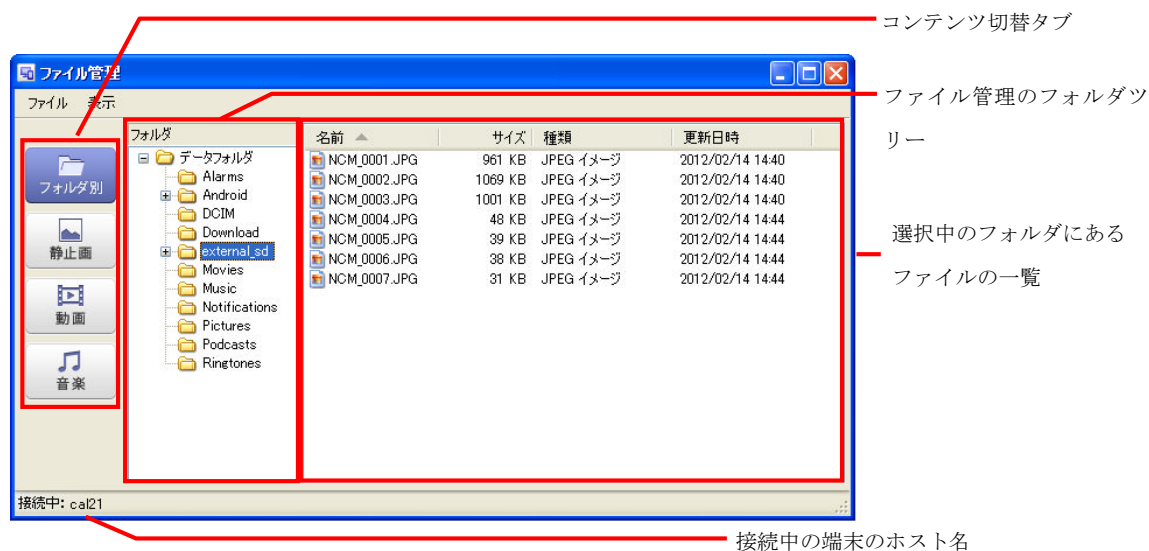 コンテンツ切替タブ
ファイル管理
ファイル管理のフォルダツ
リー
ファイル 表示
フォルダ
名前 サイズ 種類 更新日時
フォルダ別
静止画
動画
音楽
データフォルダ
Alarms
Android
DCIM
Download
external_sd
Movies
Music
Notifications
Pictures
Podcasts
Ringtones
NCM_0001.JPG 961 KB JPEG イメージ 2012/02/14 14:40
NCM_0002.JPG 1069 KB JPEG イメージ 2012/02/14 14:40
NCM_0003.JPG 1001 KB JPEG イメージ 2012/02/14 14:40
NCM_0004.JPG 48 KB JPEG イメージ 2012/02/14 14:44
NCM_0005.JPG 39 KB JPEG イメージ 2012/02/14 14:44
NCM_0006.JPG 38 KB JPEG イメージ 2012/02/14 14:44
NCM_0007.JPG 31 KB JPEG イメージ 2012/02/14 14:44
選択中のフォルダにある
ファイルの一覧
接続中: cal21
接続中の端末のホスト名